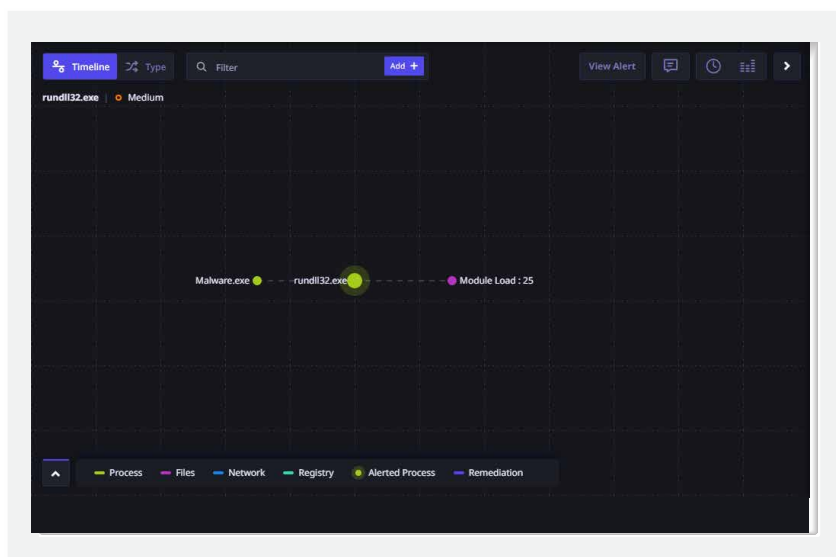 Timeline Type Filter Add + View Alert
rundll32.exe Medium
Malware.exe rundll32.exe Module Load : 25
Process Files Network Registry Alerted Process Remediation